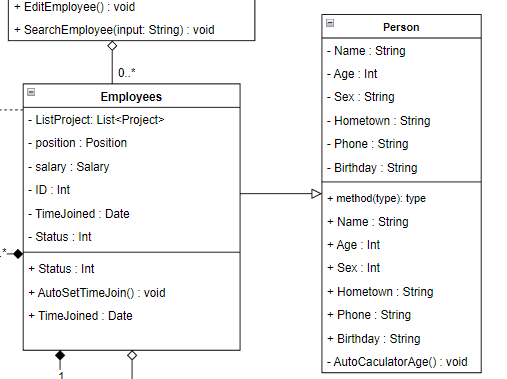 + EditEmployee() : void
+ SearchEmployee(input: String) : void
0..*
Employees
- ListProject: List<Project>
- position : Position
- salary : Salary
- ID : Int
- TimeJoined : Date
- Status : Int
+ Status : Int
+ AutoSetTimeJoin() : void
+ TimeJoined : Date
.*
1
Person
- Name : String
- Age : Int
- Sex : String
- Hometown : String
- Phone : String
- Birthday : String
+ method(type): type
+ Name : String
+ Age : Int
+ Sex : Int
+ Hometown : String
+ Phone : String
+ Birthday : String
- AutoCaculatorAge() : void